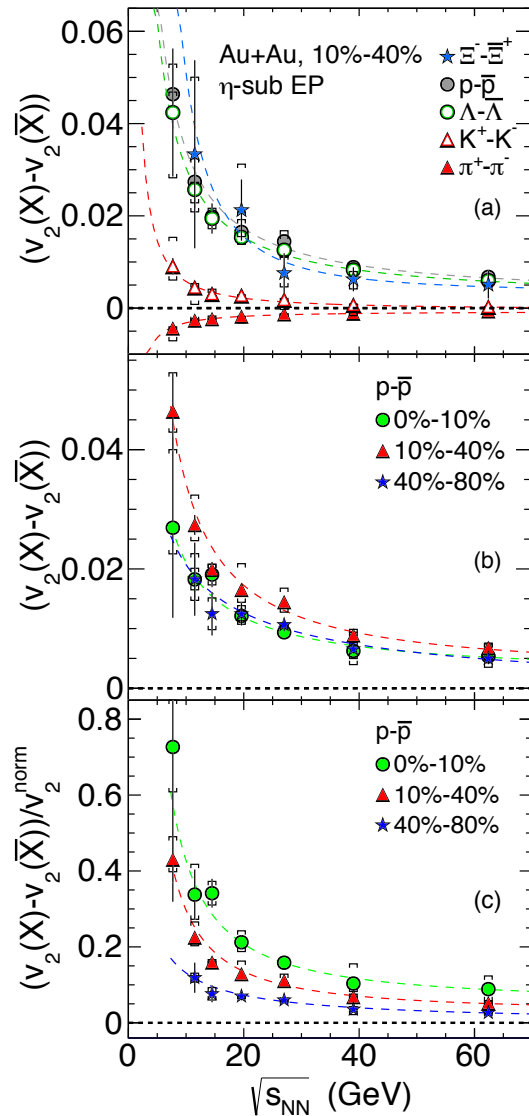 0.06
0.04
0.02
0
(v₂(X)-v₂(X̅))
Au+Au, 10%-40%
η-sub EP
Ξ⁻-Ξ̅⁺
p-p̅
Λ-Λ̅
K⁺-K⁻
π⁺-π⁻
(a)
0.04
0.02
0
(v₂(X)-v₂(X̅))
p-p̅
0%-10%
10%-40%
40%-80%
(b)
0.8
0.6
0.4
0.2
0
(v₂(X)-v₂(X̅))/v₂ⁿᵒʳᵐ
p-p̅
0%-10%
10%-40%
40%-80%
(c)
0 20 40 60
√sNN (GeV)